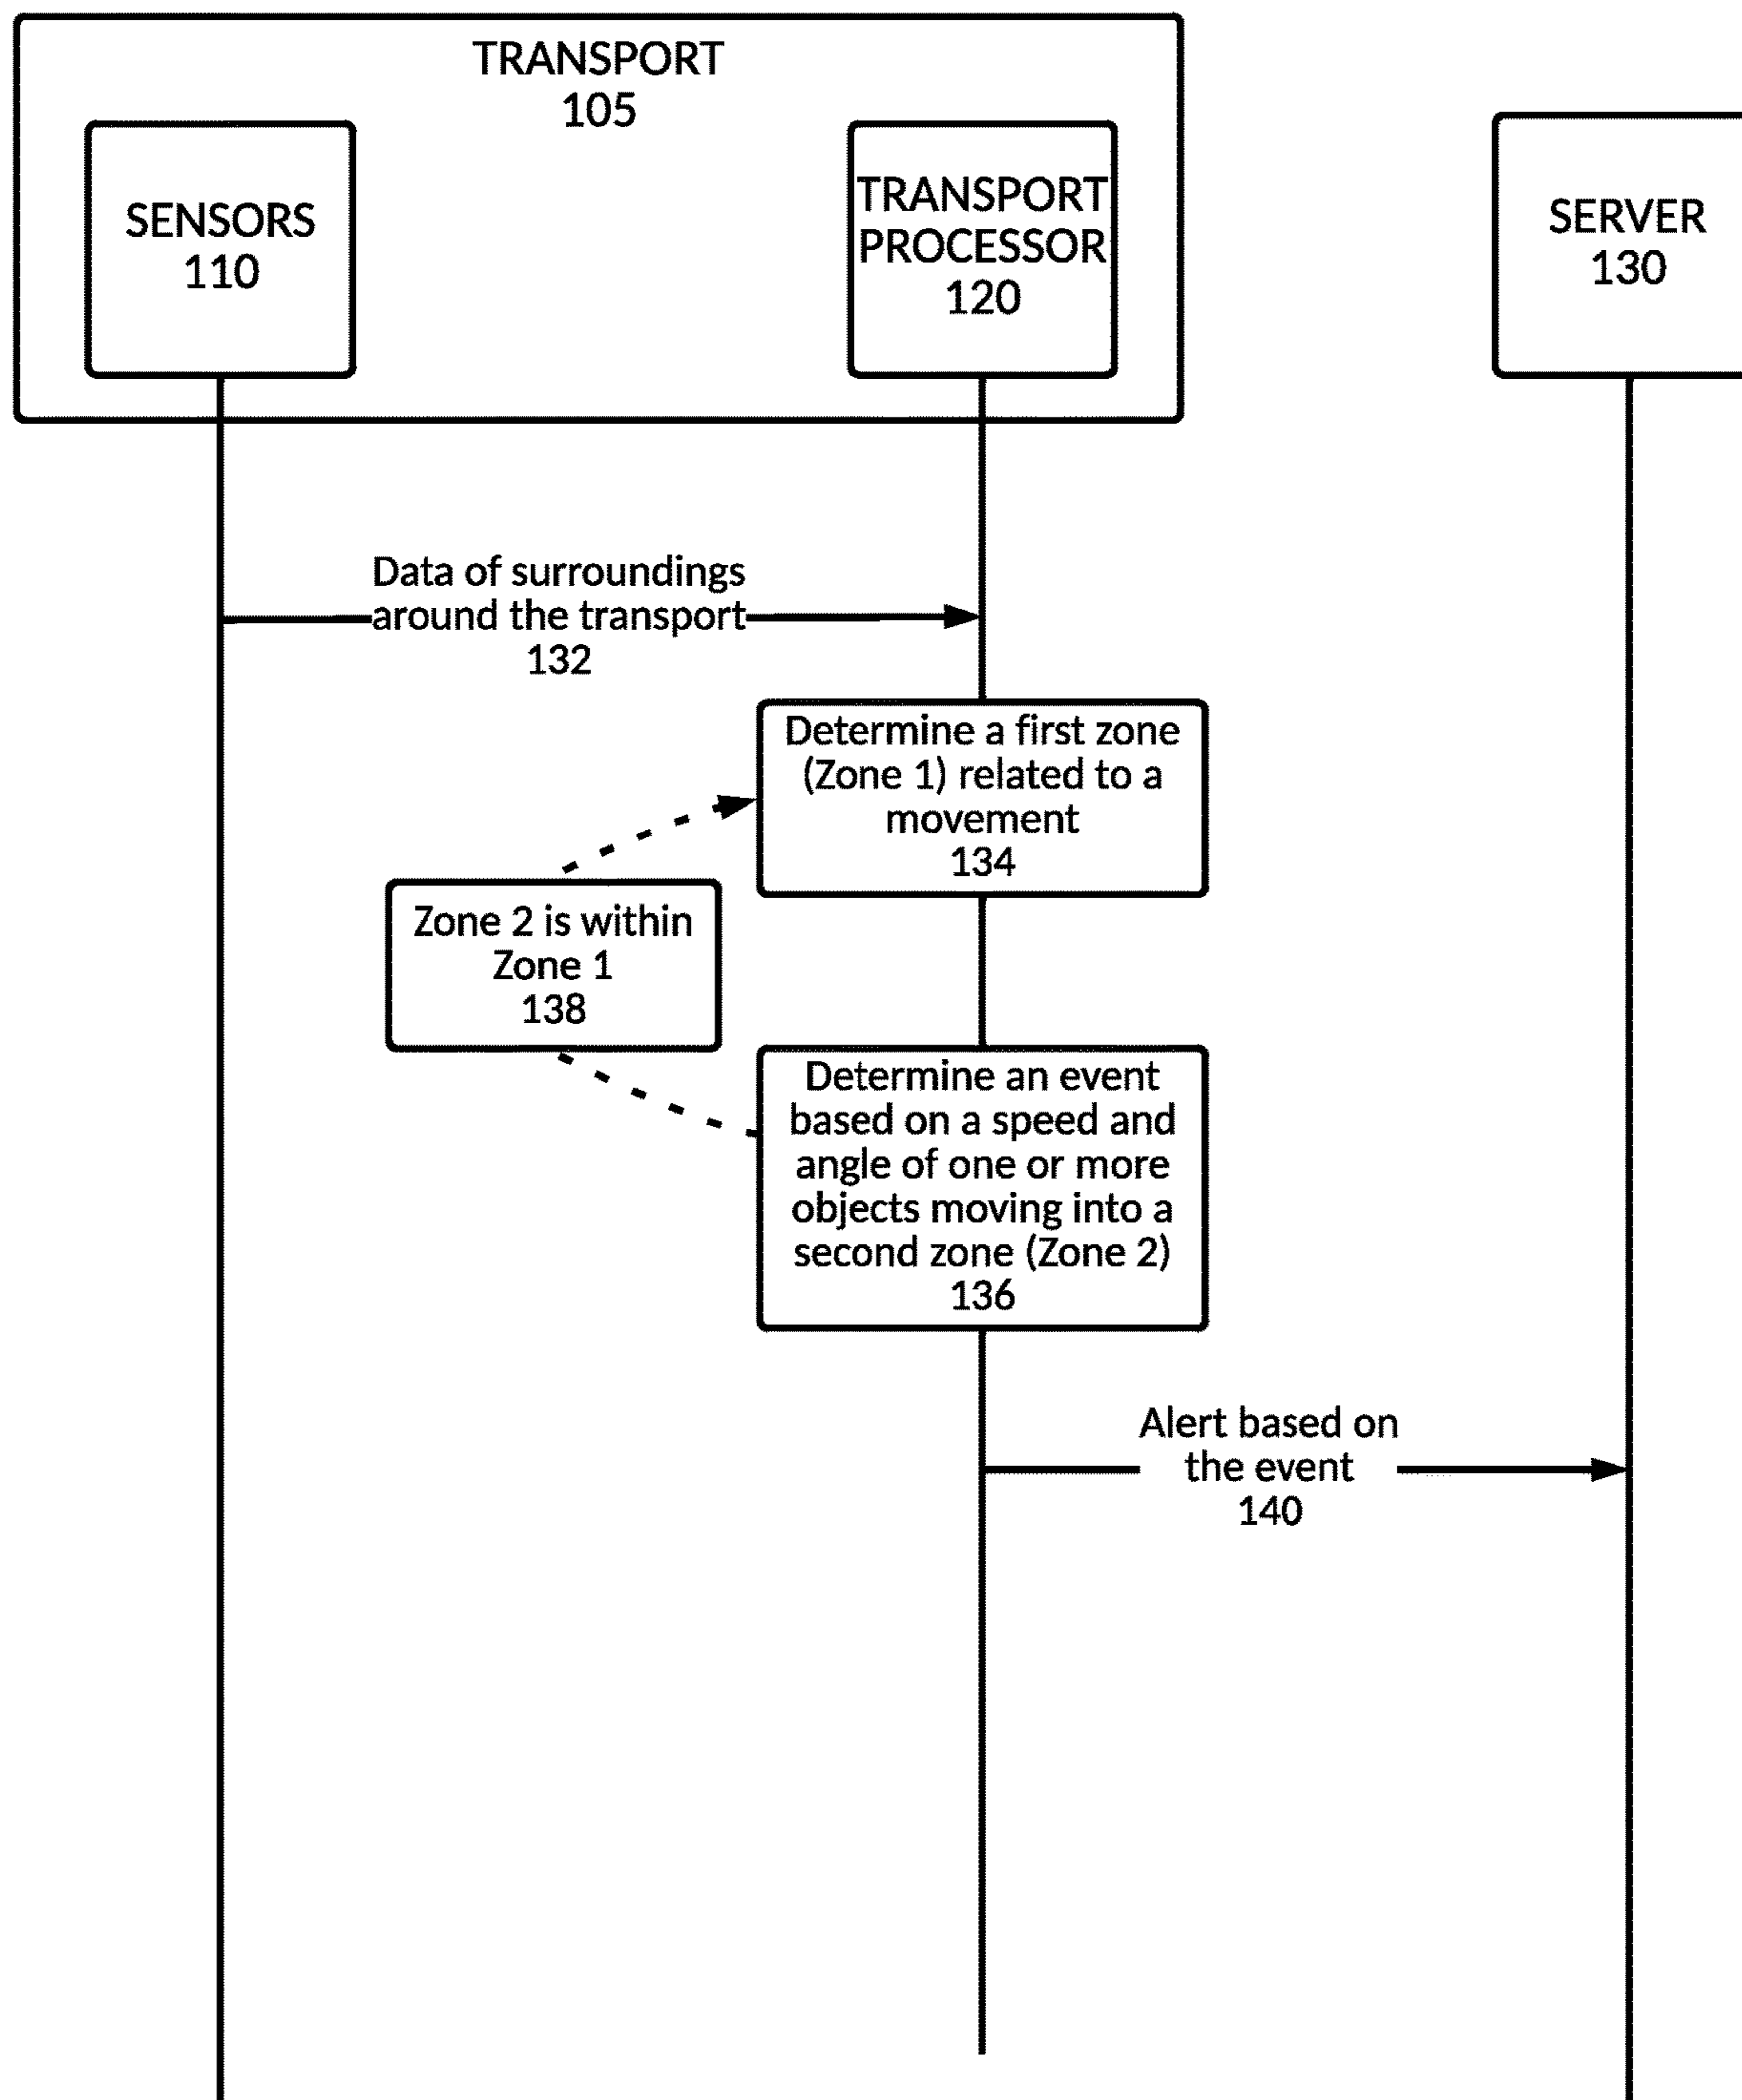 TRANSPORT
105
SENSORS
110
TRANSPORT
PROCESSOR
120
SERVER
130
Data of surroundings
around the transport
132
Determine a first zone
(Zone 1) related to a
movement
134
Zone 2 is within
Zone 1
138
Determine an event
based on a speed and
angle of one or more
objects moving into a
second zone (Zone 2)
136
Alert based on
the event
140